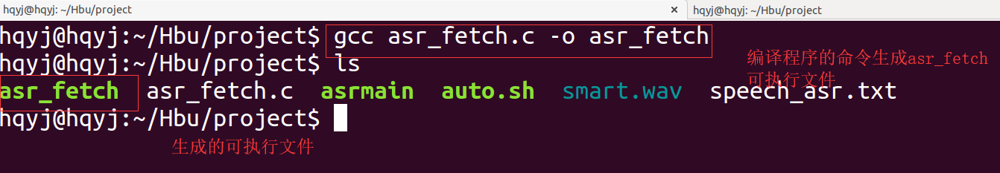 hqyj@hqyj: ~/Hbu/project × hqyj@hqyj: ~/Hbu/project
hqyj@hqyj:~/Hbu/project$ gcc asr_fetch.c -o asr_fetch
编译程序的命令生成asr_fetch
可执行文件
hqyj@hqyj:~/Hbu/project$ ls
asr_fetch asr_fetch.c asrmain auto.sh smart.wav speech_asr.txt
hqyj@hqyj:~/Hbu/project$
生成的可执行文件